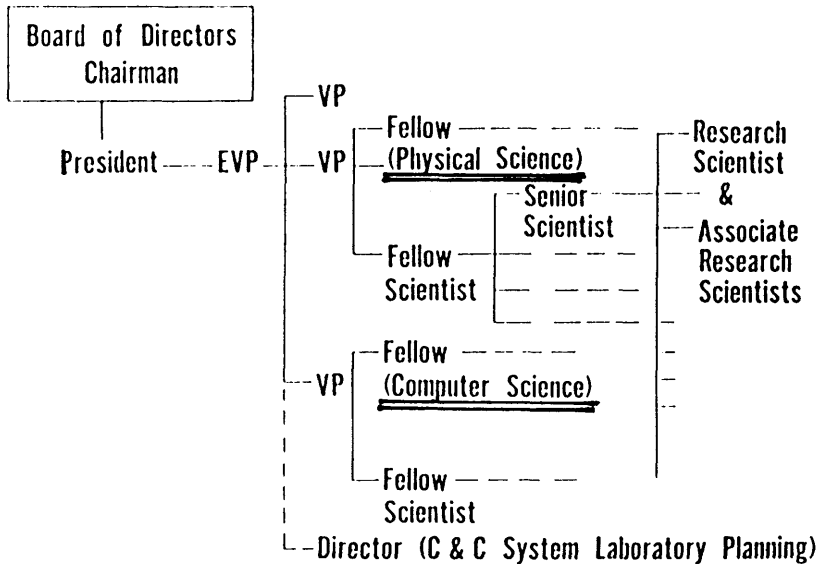 Board of Directors
Chairman
VP
President EVP VP
Fellow
(Physical Science)
Research
Scientist
&
Associate
Research
Scientists
Senior
Scientist
Fellow
Scientist
VP
Fellow
(Computer Science)
Fellow
Scientist
Director (C & C System Laboratory Planning)